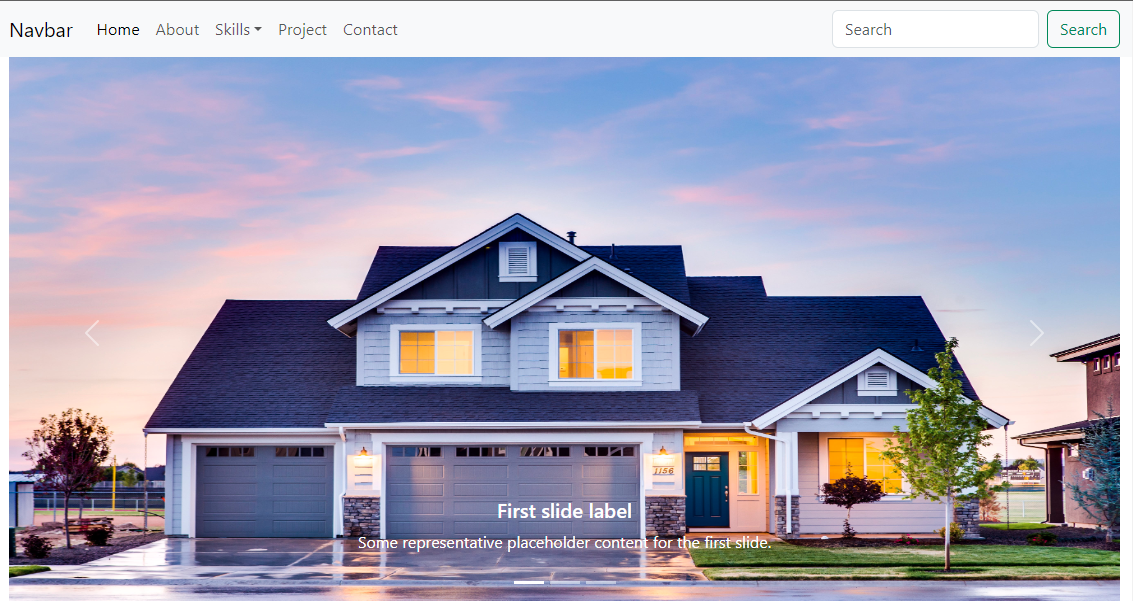 Navbar Home About Skills Project Contact Search Search
1156
First slide label
Some representative placeholder content for the first slide.